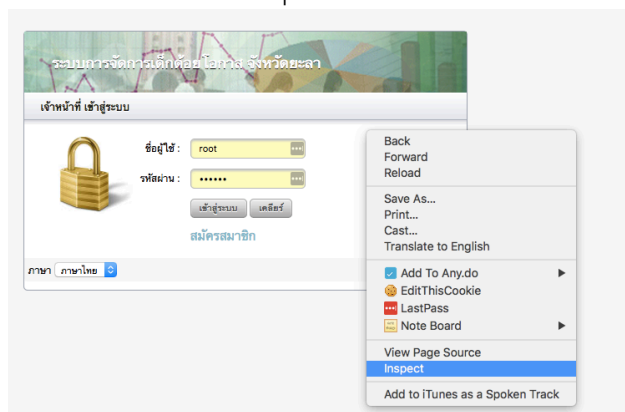 ระบบการจัดการเด็กด้อยโอกาส จังหวัดยะลา
เจ้าหน้าที่ เข้าสู่ระบบ
ชื่อผู้ใช้ : root
รหัสผ่าน : ••••••
เข้าสู่ระบบ เคลียร์
สมัครสมาชิก
ภาษา ภาษาไทย
Back
Forward
Reload
Save As...
Print...
Cast...
Translate to English
Add To Any.do
EditThisCookie
LastPass
Note Board
View Page Source
Inspect
Add to iTunes as a Spoken Track